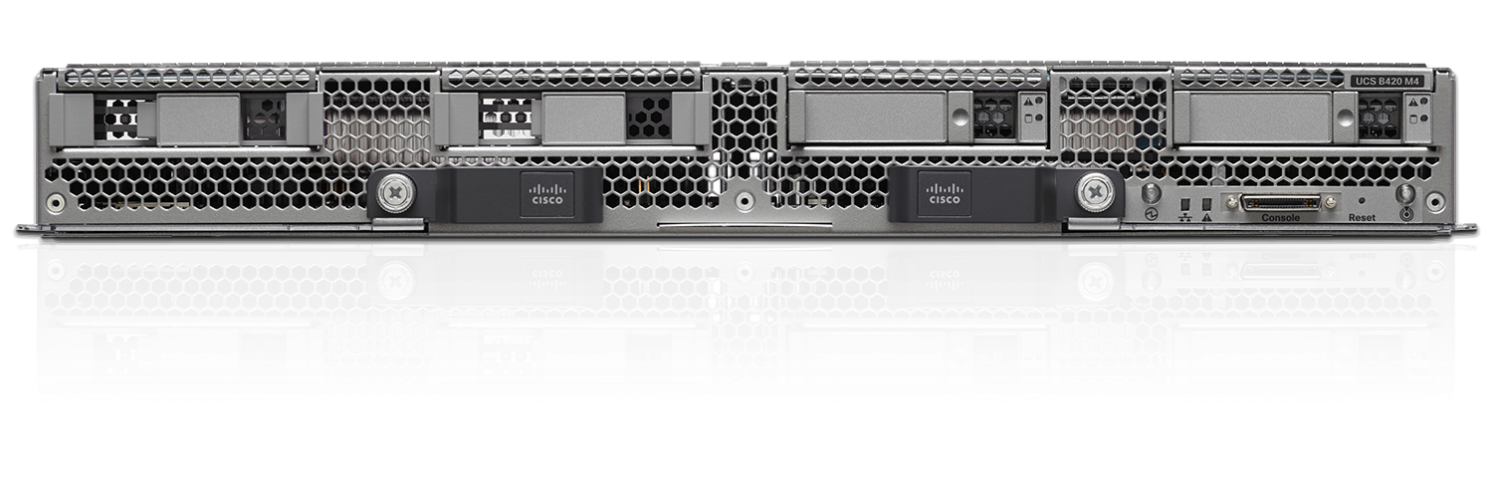 UCS B420 M4
CISCO
CISCO
Console
Reset